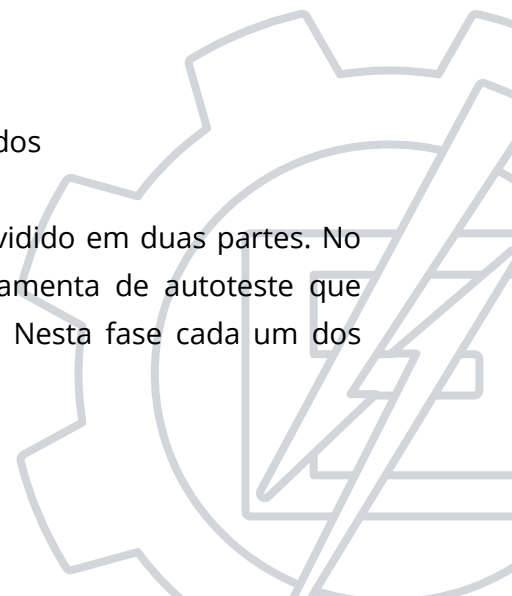 dos
vidido em duas partes. No
amenta de autoteste que
Nesta fase cada um dos